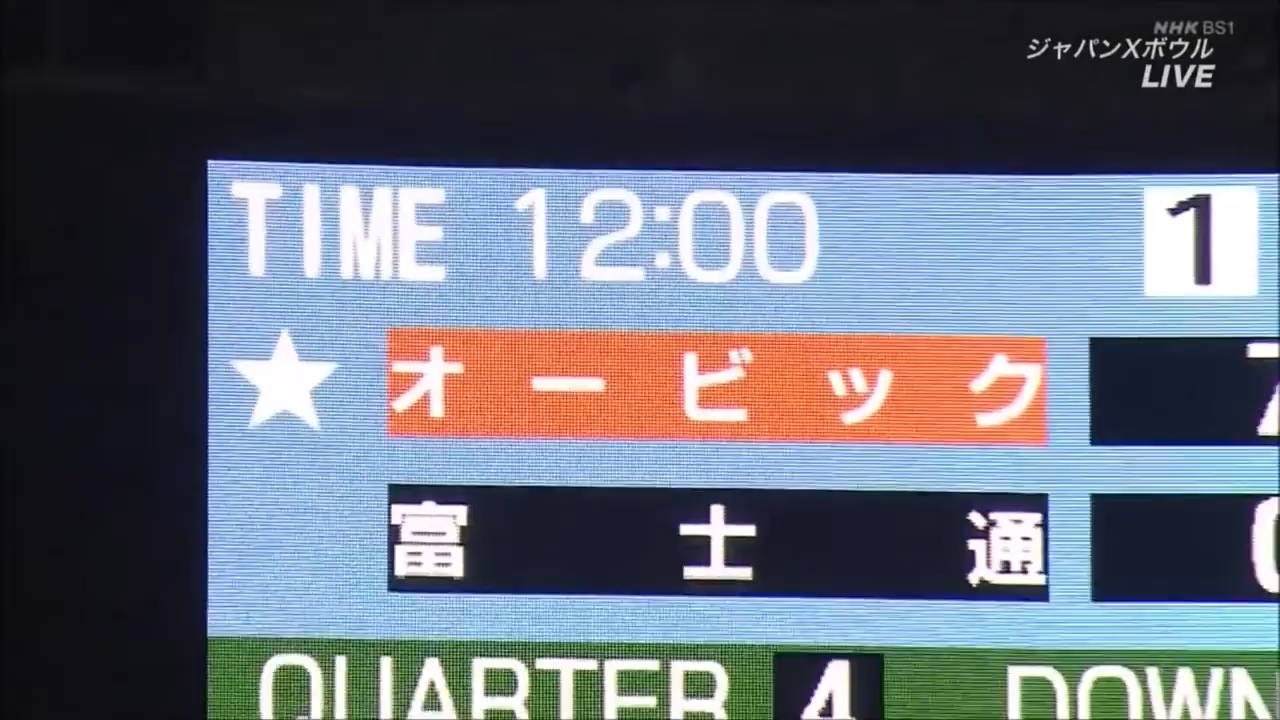 NHK BS1
ジャパンXボウル
LIVE
TIME 12:00 1
★ オービック
富士通
QUARTER 4 DOWN